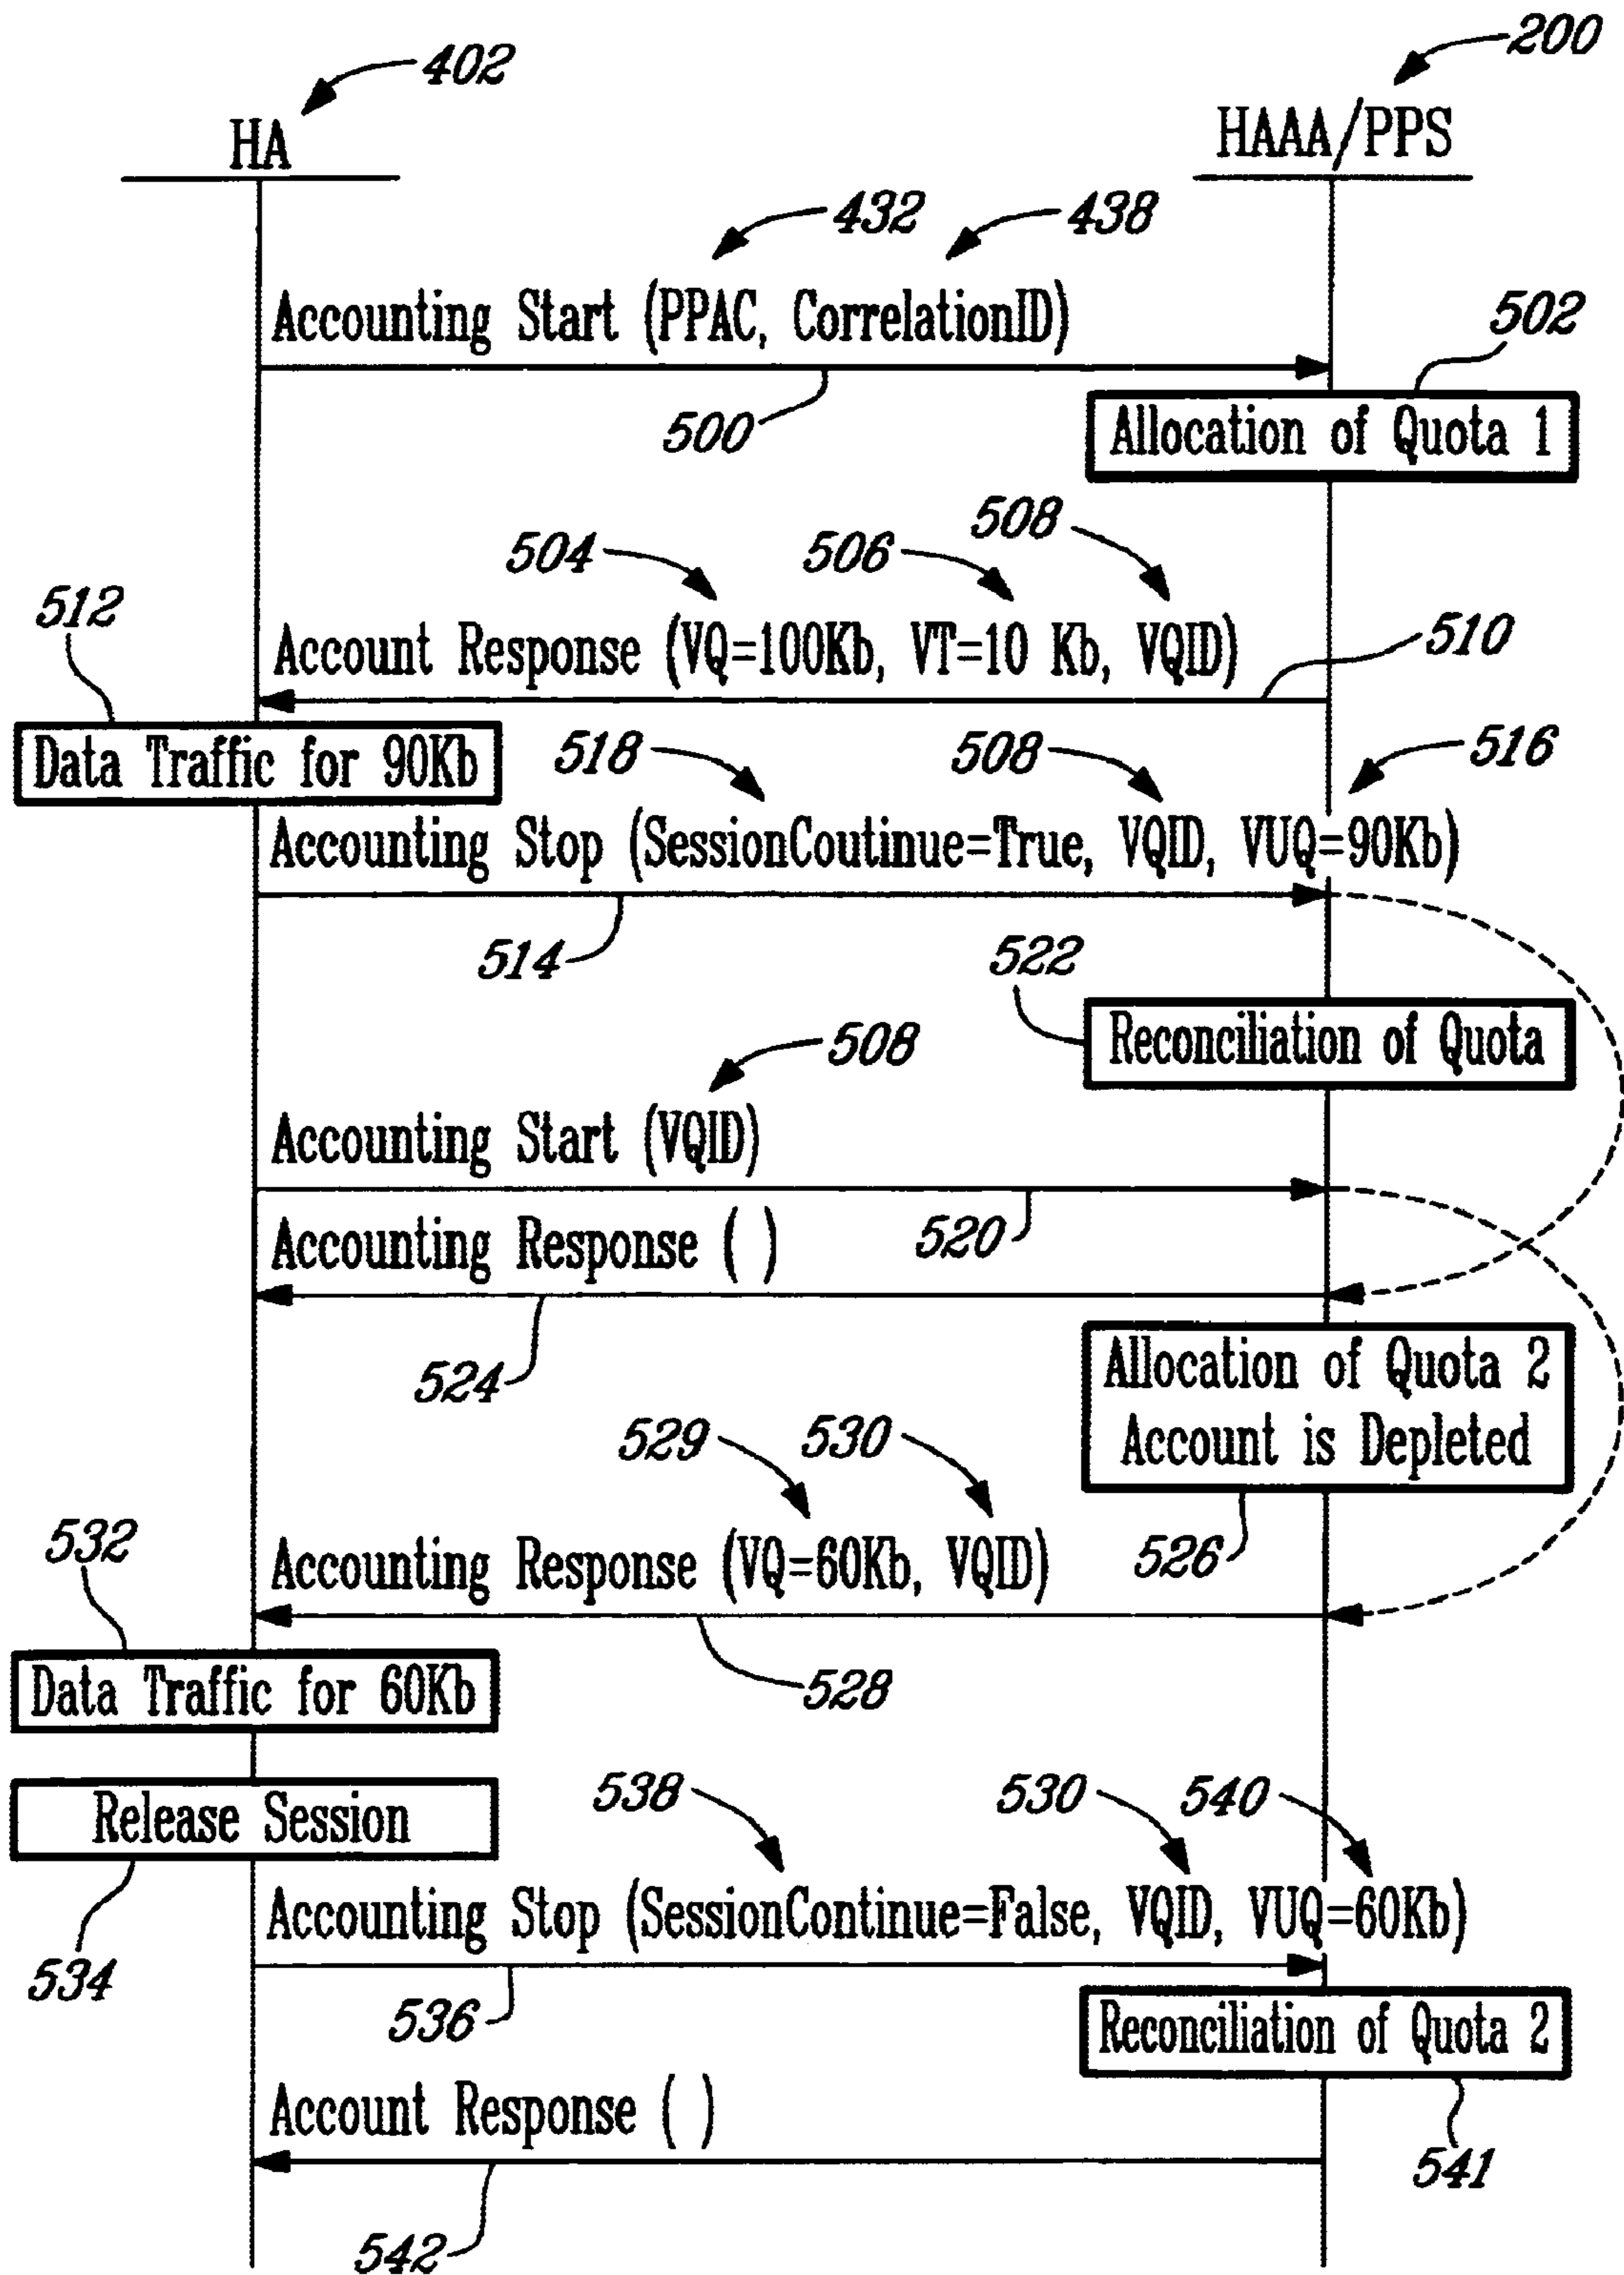 402
200
HA
HAAA/PPS
432
438
Accounting Start (PPAC, CorrelationID)
502
500
Allocation of Quota 1
508
504
506
512
Account Response (VQ=100Kb, VT=10 Kb, VQID)
510
Data Traffic for 90Kb
518
508
516
Accounting Stop (SessionCoutinue=True, VQID, VUQ=90Kb)
514
522
Reconciliation of Quota
508
Accounting Start (VQID)
520
Accounting Response ( )
524
Allocation of Quota 2
Account is Depleted
529
530
532
526
Accounting Response (VQ=60Kb, VQID)
528
Data Traffic for 60Kb
Release Session
538
530
540
Accounting Stop (SessionContinue=False, VQID, VUQ=60Kb)
534
536
Reconciliation of Quota 2
Account Response ( )
541
542